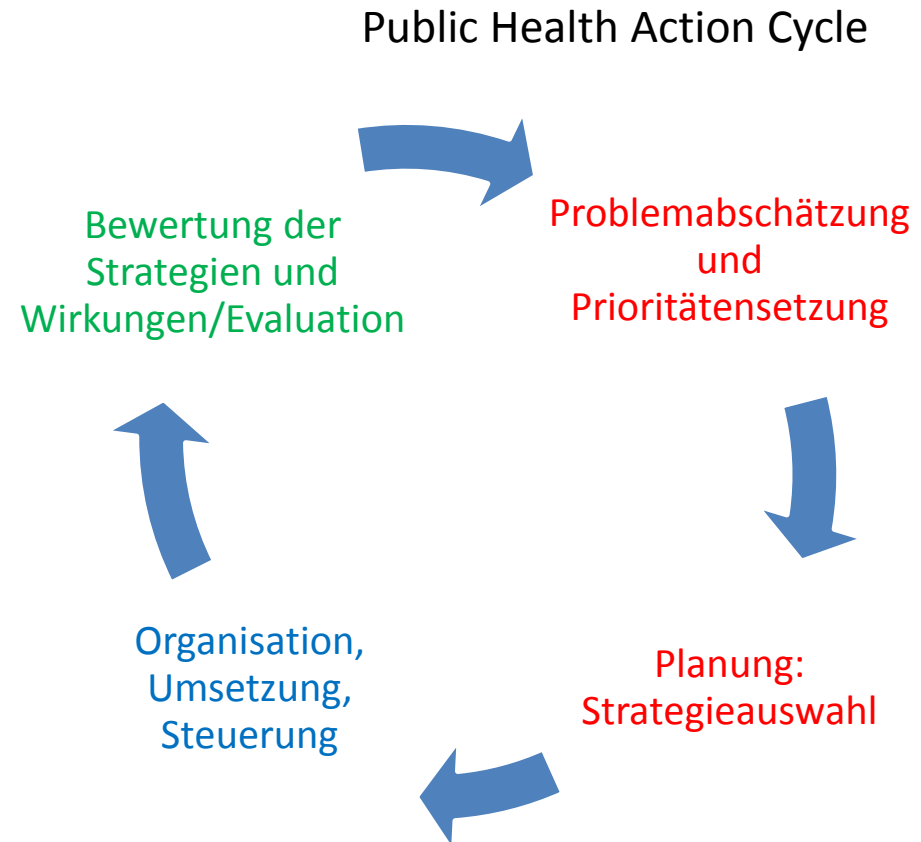 Public Health Action Cycle
Problemabschätzung
und
Prioritätensetzung
Planung:
Strategieauswahl
Organisation,
Umsetzung,
Steuerung
Bewertung der
Strategien und
Wirkungen/Evaluation